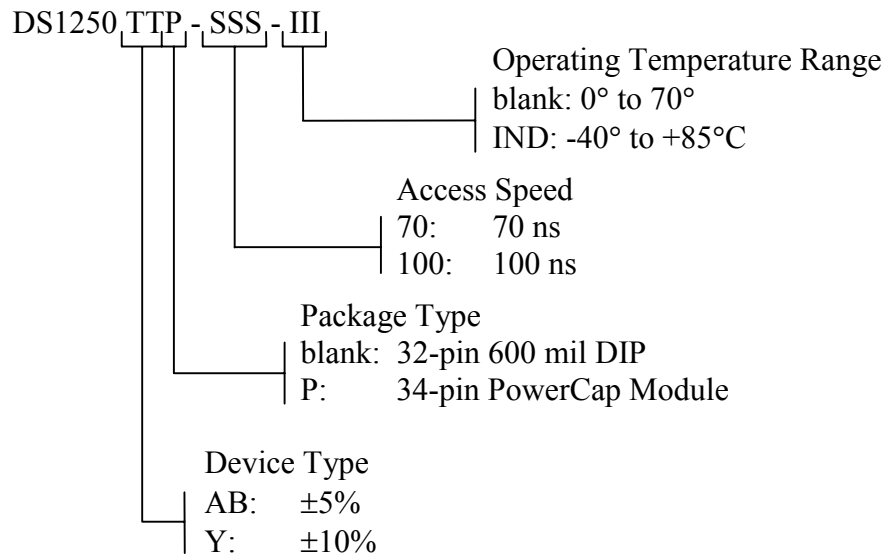 DS1250 TTP - SSS - III
Operating Temperature Range
blank: 0° to 70°
IND: -40° to +85°C
Access Speed
70: 70 ns
100: 100 ns
Package Type
blank: 32-pin 600 mil DIP
P: 34-pin PowerCap Module
Device Type
AB: ±5%
Y: ±10%